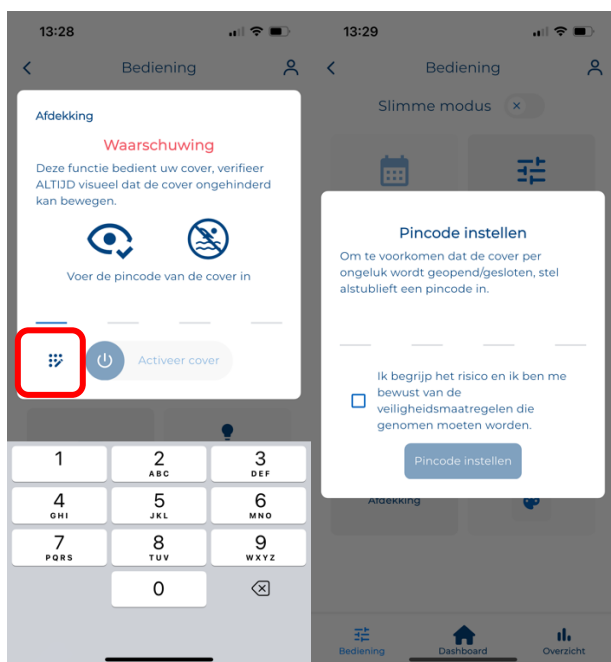 13:28
Bediening
Afdekking
Waarschuwing
Deze functie bedient uw cover, verifieer
ALTIJD visueel dat de cover ongehinderd
kan bewegen.
Voer de pincode van de cover in
Activeer cover
1
2
ABC
3
DEF
4
GHI
5
JKL
6
MNO
7
PQRS
8
TUV
9
WXYZ
0
13:29
Bediening
Slimme modus
Pincode instellen
Om te voorkomen dat de cover per
ongeluk wordt geopend/gesloten, stel
alstublieft een pincode in.
Ik begrijp het risico en ik ben me
bewust van de
veiligheidsmaatregelen die
genomen moeten worden.
Pincode instellen
Afdekking
Bediening
Dashboard
Overzicht